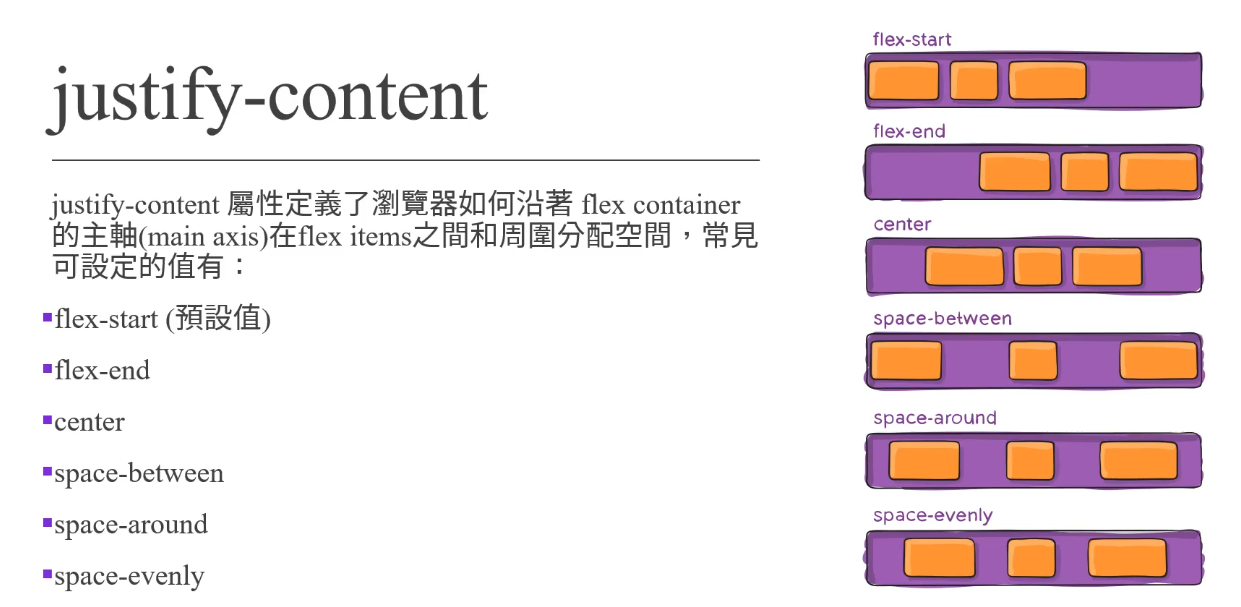 justify-content
justify-content 屬性定義了瀏覽器如何沿著 flex container
的主軸(main axis)在flex items之間和周圍分配空間，常見
可設定的值有：
▪flex-start (預設值)
▪flex-end
▪center
▪space-between
▪space-around
▪space-evenly
flex-start
flex-end
center
space-between
space-around
space-evenly